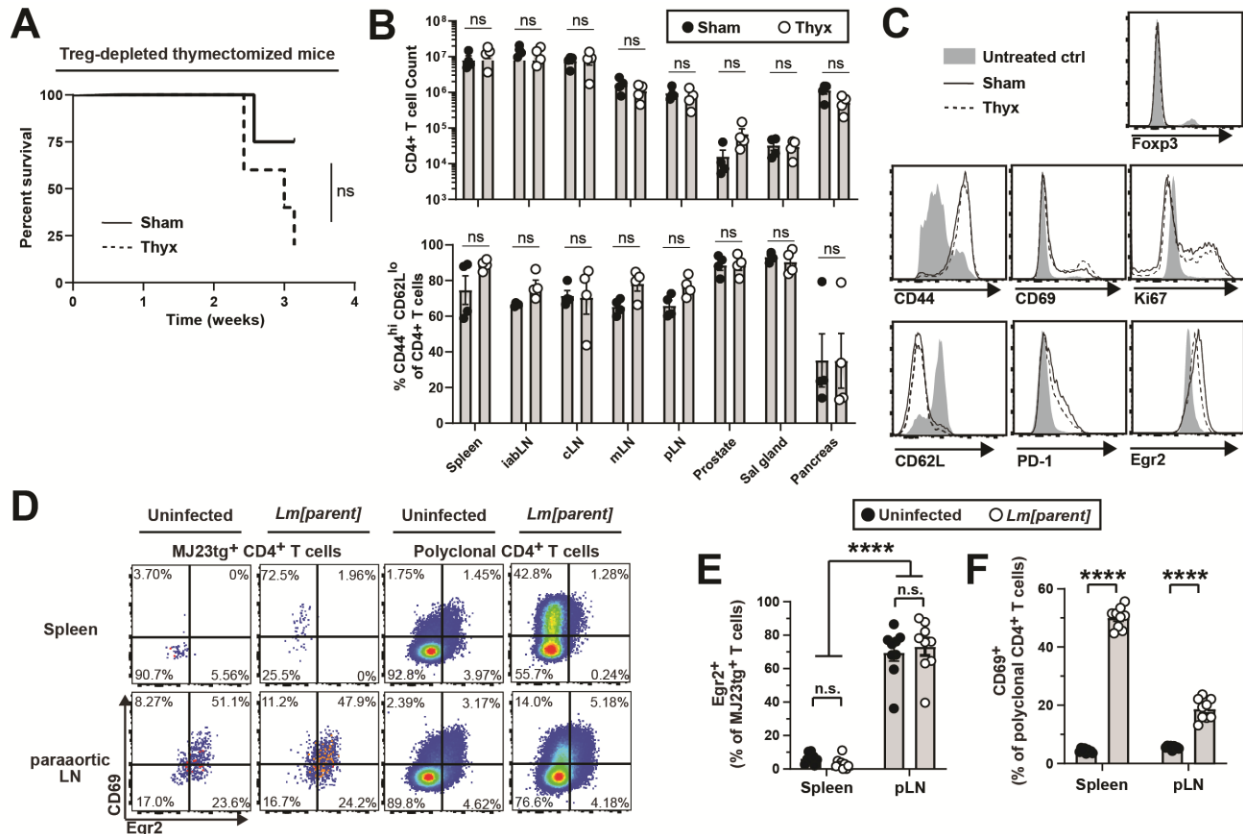 A
Treg-depleted thymectomized mice
Percent survival
100
75
50
25
0
Sham
Thyx
ns
0 1 2 3 4
Time (weeks)
B
Sham Thyx
CD4+ T cell Count
10^8
10^7
10^6
10^5
10^4
10^3
ns ns ns ns ns ns ns ns
% CD44^hi CD62L^lo
of CD4+ T cells
100
80
60
40
20
0
ns ns ns ns ns ns ns ns
Spleen iabLN cLN mLN pLN Prostate Sal gland Pancreas
C
Untreated ctrl
Sham
Thyx
Foxp3
CD44 CD69 Ki67
CD62L PD-1 Egr2
D
Uninfected Lm[parent] Uninfected Lm[parent]
MJ23tg+ CD4+ T cells Polyclonal CD4+ T cells
Spleen
3.70% 0% 72.5% 1.96% 1.75% 1.45% 42.8% 1.28%
90.7% 5.56% 25.5% 0% 92.8% 3.97% 55.7% 0.24%
paraaortic
LN
8.27% 51.1% 11.2% 47.9% 2.39% 3.17% 14.0% 5.18%
17.0% 23.6% 16.7% 24.2% 89.8% 4.62% 76.6% 4.18%
CD69
Egr2
Uninfected Lm[parent]
E
Egr2+
(% of MJ23tg+ T cells)
100
80
60
40
20
0
****
n.s.
n.s.
Spleen pLN
F
CD69+
(% of polyclonal CD4+ T cells)
60
40
20
0
**** ****
Spleen pLN